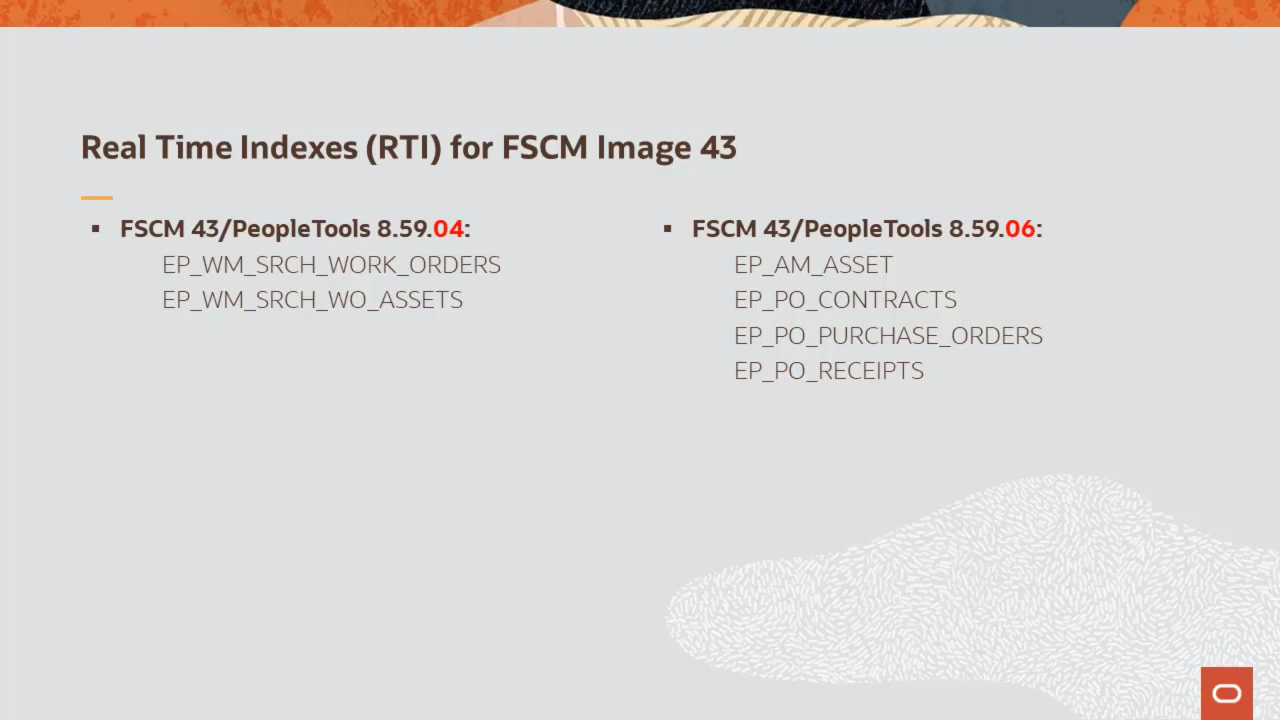 Real Time Indexes (RTI) for FSCM Image 43
▪ FSCM 43/PeopleTools 8.59.04:
EP_WM_SRCH_WORK_ORDERS
EP_WM_SRCH_WO_ASSETS
▪ FSCM 43/PeopleTools 8.59.06:
EP_AM_ASSET
EP_PO_CONTRACTS
EP_PO_PURCHASE_ORDERS
EP_PO_RECEIPTS